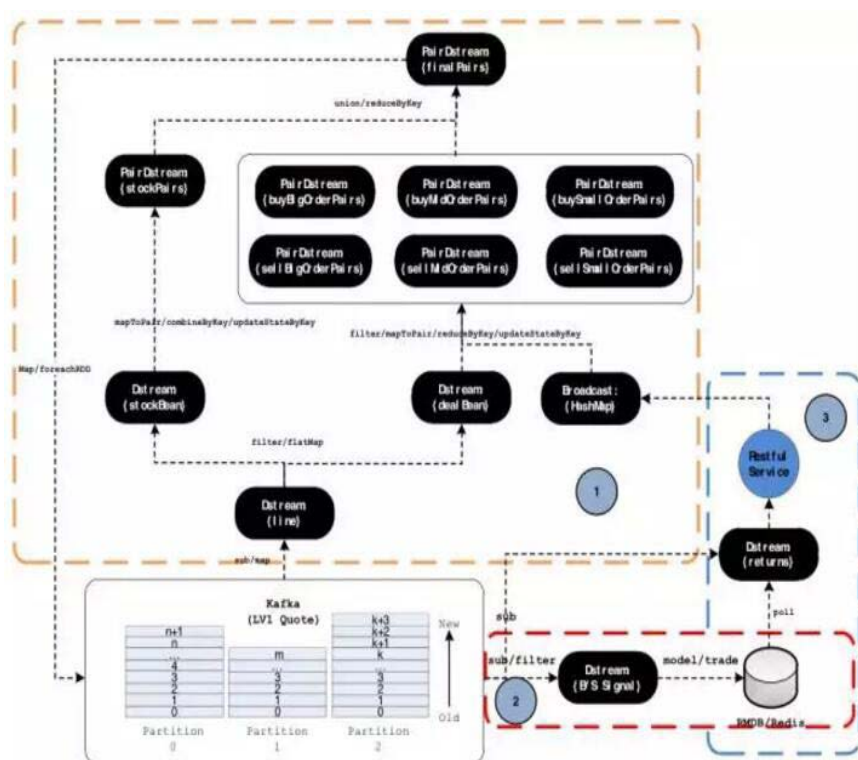 PairDstream
(finalPairs)
union/reduceByKey
PairDstream
(stockPairs)
PairDstream
(buyBigOrderPairs)
PairDstream
(buyMidOrderPairs)
PairDstream
(buySmallOrderPairs)
PairDstream
(sellBigOrderPairs)
PairDstream
(sellMidOrderPairs)
PairDstream
(sellSmallOrderPairs)
mapToPair/combineByKey/updateStateByKey
filter/mapToPair/reduceByKey/updateStateByKey
Map/foreachRDD
Dstream
(stockBean)
Dstream
(dealBean)
Broadcast:
(HashMap)
3
filter/flatMap
Restful
Service
1
Dstream
(line)
Dstream
(returns)
sub/map
Kafka
(LV1 Quote)
n+1
n
...
4
3
2
1
0
m
...
3
2
1
0
k+3
k+2
k+1
k
...
3
2
1
0
New
Old
Partition
0
Partition
1
Partition
2
sub
poll
sub/filter
2
Dstream
(B/S Signal)
model/trade
RMDB/Redis